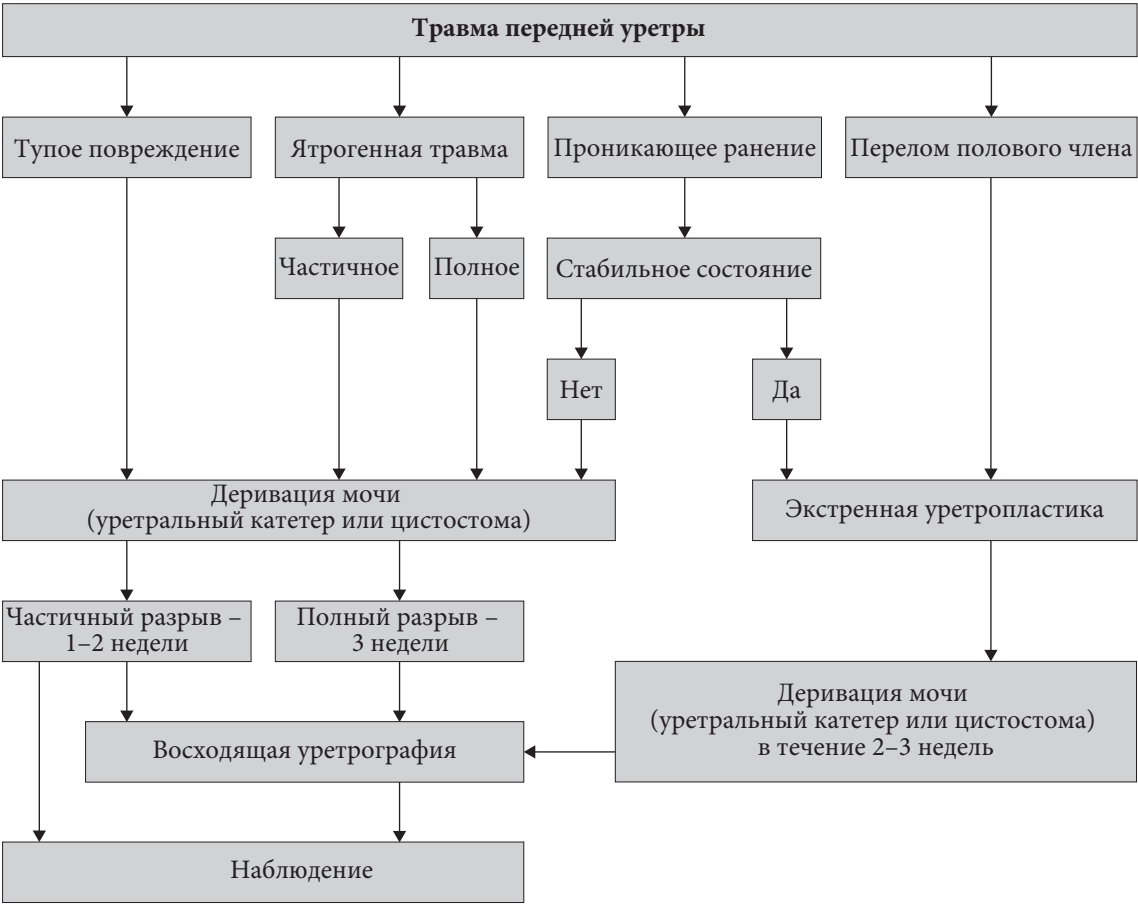 Травма передней уретры
Тупое повреждение
Ятрогенная травма
Проникающее ранение
Перелом полового члена
Частичное
Полное
Стабильное состояние
Нет
Да
Деривация мочи
(уретральный катетер или цистостома)
Экстренная уретропластика
Частичный разрыв –
1–2 недели
Полный разрыв –
3 недели
Деривация мочи
(уретральный катетер или цистостома)
в течение 2–3 недель
Восходящая уретрография
Наблюдение